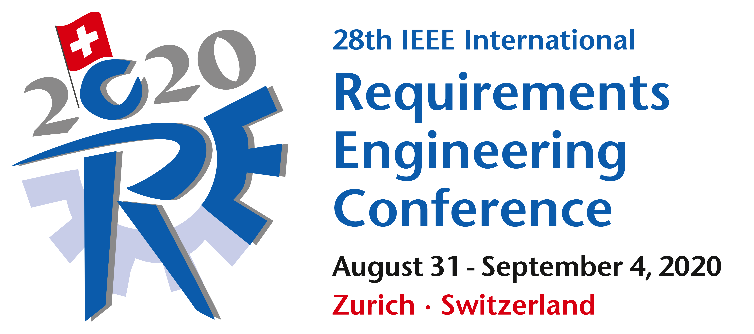 2020
RE
28th IEEE International
Requirements
Engineering
Conference
August 31 - September 4, 2020
Zurich · Switzerland